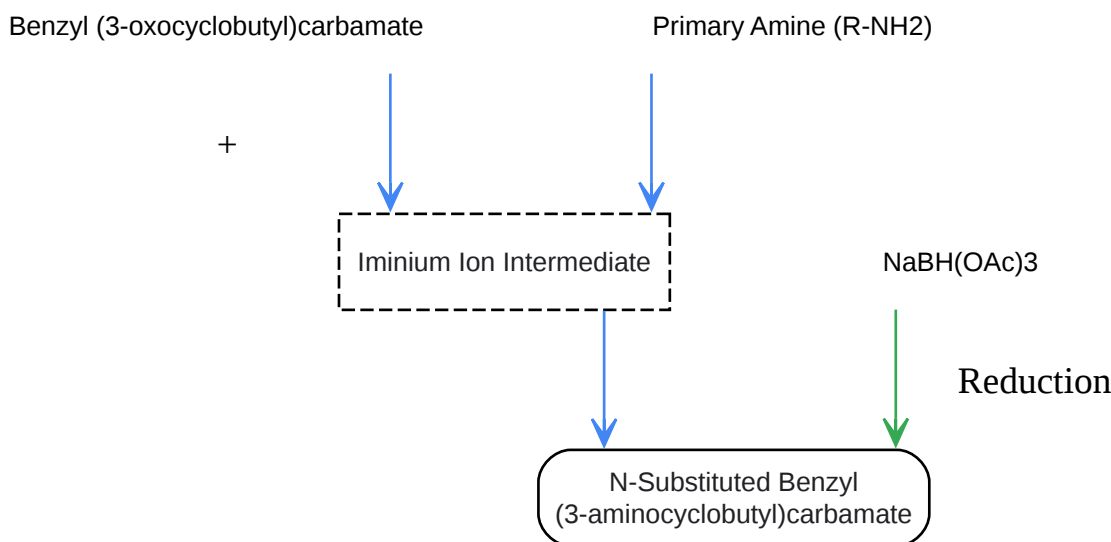 Benzyl (3-oxocyclobutyl)carbamate
Primary Amine (R-NH2)
+
Iminium Ion Intermediate
NaBH(OAc)3
Reduction
N-Substituted Benzyl
(3-aminocyclobutyl)carbamate